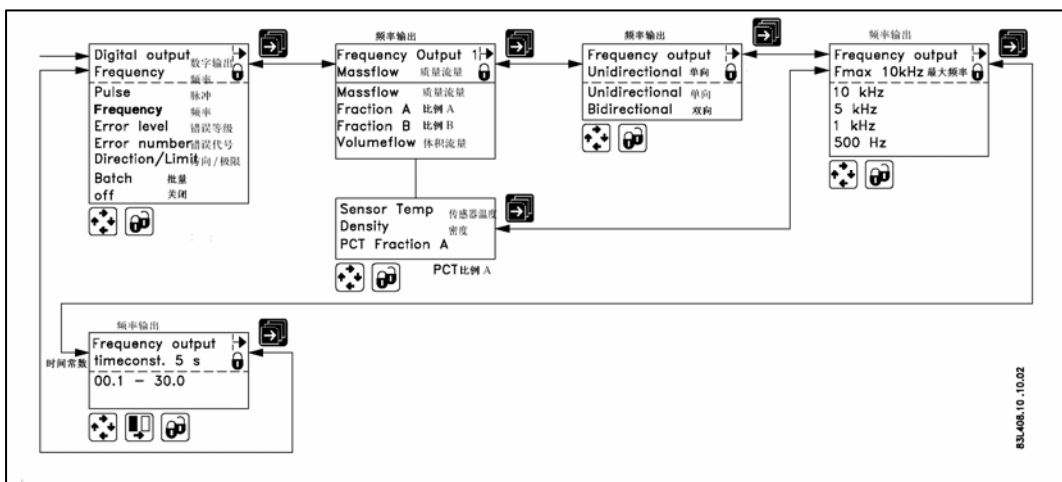 Digital output 数字输出
Frequency 频率
Pulse 脉冲
Frequency 频率
Error level 错误等级
Error number 错误代号
Direction/Limit 方向/极限
Batch 批量
off 关闭
频率输出
Frequency Output 1
Massflow 质量流量
Massflow 质量流量
Fraction A 比例 A
Fraction B 比例 B
Volumeflow 体积流量
Sensor Temp 传感器温度
Density 密度
PCT Fraction A
PCT比例 A
频率输出
Frequency output
Unidirectional 单向
Unidirectional 单向
Bidirectional 双向
频率输出
Frequency output
Fmax 10kHz 最大频率
10 kHz
5 kHz
1 kHz
500 Hz
频率输出
Frequency output
时间常数 timeconst. 5 s
00.1 - 30.0
83L408.10.10.02